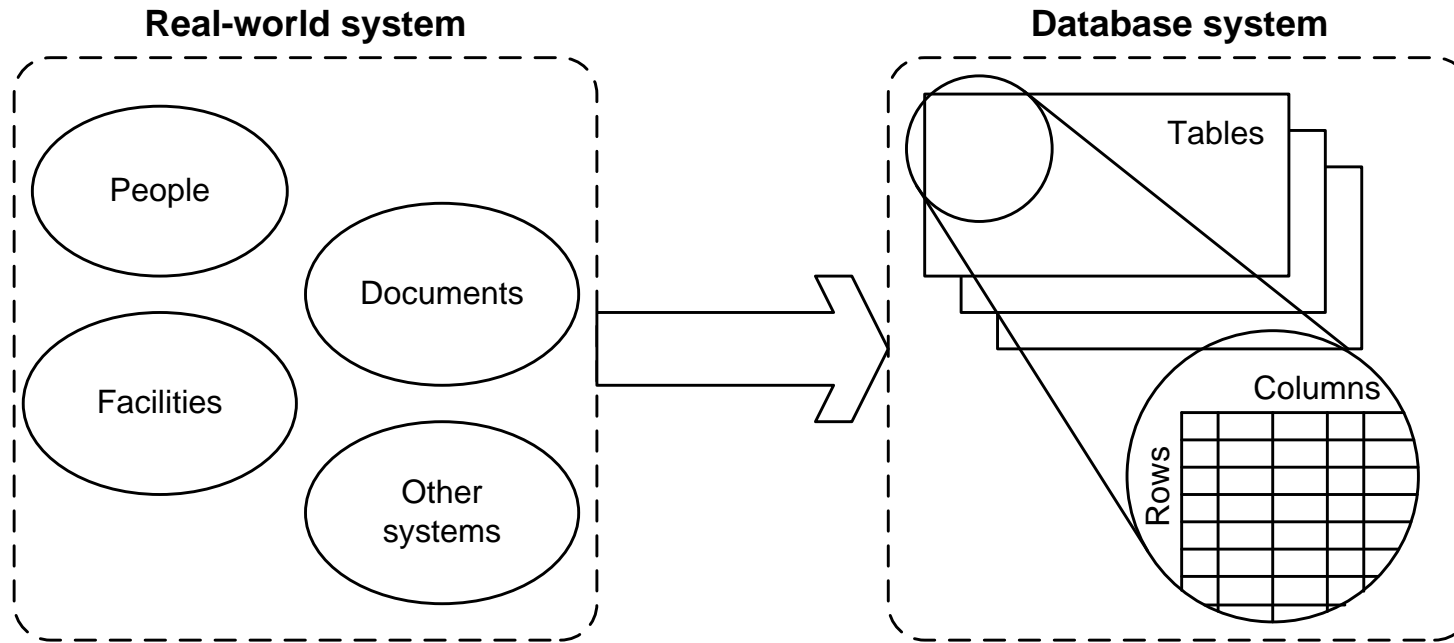 Real-world system
Database system
People
Documents
Facilities
Other
systems
Tables
Columns
Rows